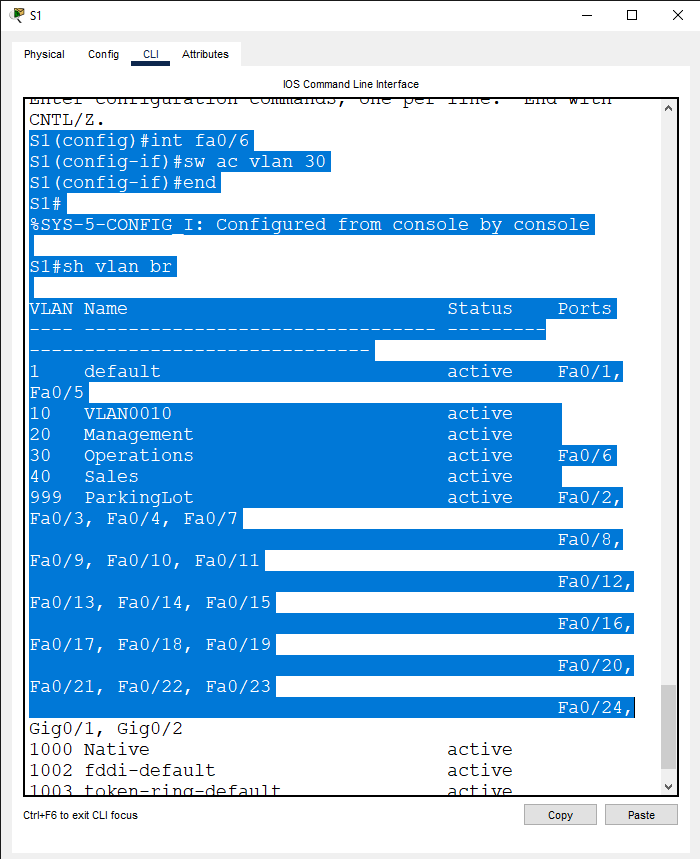 S1
Physical Config CLI Attributes
IOS Command Line Interface
Enter configuration commands, one per line.  End with
CNTL/Z.
S1(config)#int fa0/6
S1(config-if)#sw ac vlan 30
S1(config-if)#end
S1#
%SYS-5-CONFIG_I: Configured from console by console
S1#sh vlan br
VLAN Name                             Status    Ports
---- -------------------------------- ---------
-------------------------------
1    default                          active    Fa0/1,
Fa0/5
10   VLAN0010                         active
20   Management                       active
30   Operations                       active    Fa0/6
40   Sales                            active
999  ParkingLot                       active    Fa0/2,
Fa0/3, Fa0/4, Fa0/7
                                                Fa0/8,
Fa0/9, Fa0/10, Fa0/11
                                                Fa0/12,
Fa0/13, Fa0/14, Fa0/15
                                                Fa0/16,
Fa0/17, Fa0/18, Fa0/19
                                                Fa0/20,
Fa0/21, Fa0/22, Fa0/23
                                                Fa0/24,
Gig0/1, Gig0/2
1000 Native                           active
1002 fddi-default                     active
1003 token-ring-default               active
Ctrl+F6 to exit CLI focus
Copy Paste